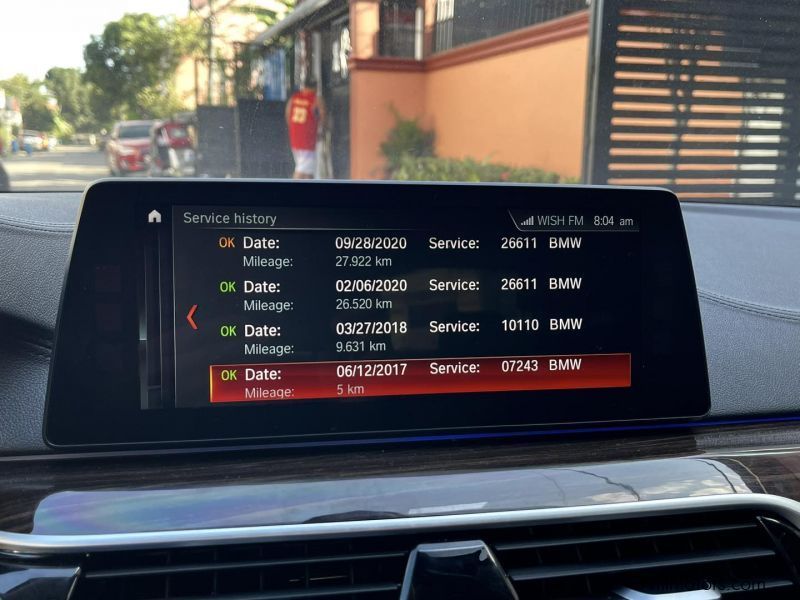 Service history WISH FM 8:04 am
OK Date: 09/28/2020 Service: 26611 BMW
Mileage: 27.922 km
OK Date: 02/06/2020 Service: 26611 BMW
Mileage: 26.520 km
OK Date: 03/27/2018 Service: 10110 BMW
Mileage: 9.631 km
OK Date: 06/12/2017 Service: 07243 BMW
Mileage: 5 km